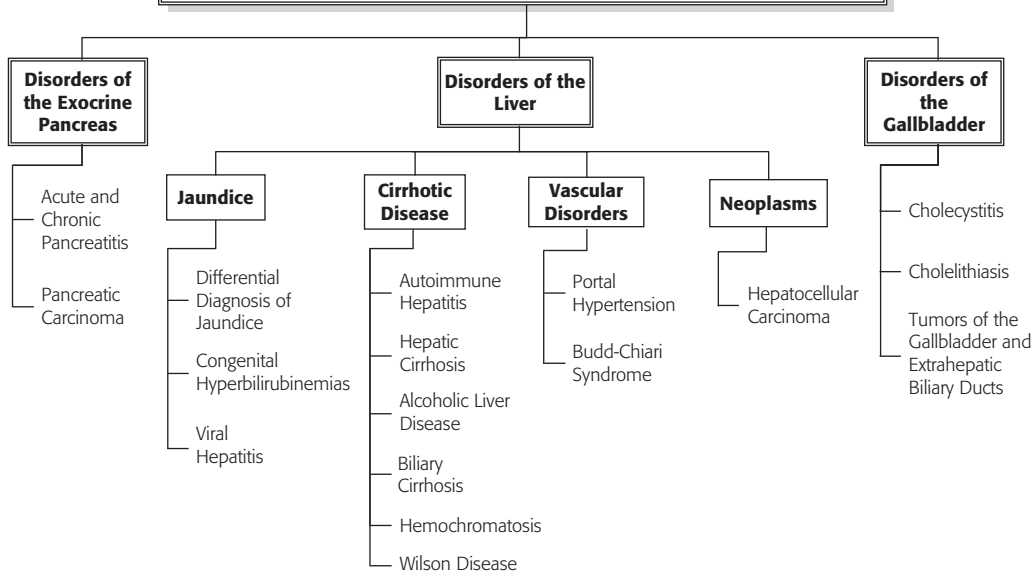 Disorders of
the Exocrine
Pancreas
Acute and
Chronic
Pancreatitis
Pancreatic
Carcinoma
Disorders of the
Liver
Jaundice
Differential
Diagnosis of
Jaundice
Congenital
Hyperbilirubinemias
Viral
Hepatitis
Cirrhotic
Disease
Autoimmune
Hepatitis
Hepatic
Cirrhosis
Alcoholic Liver
Disease
Biliary
Cirrhosis
Hemochromatosis
Wilson Disease
Vascular
Disorders
Portal
Hypertension
Budd-Chiari
Syndrome
Neoplasms
Hepatocellular
Carcinoma
Disorders of
the
Gallbladder
Cholecystitis
Cholelithiasis
Tumors of the
Gallbladder and
Extrahepatic
Biliary Ducts